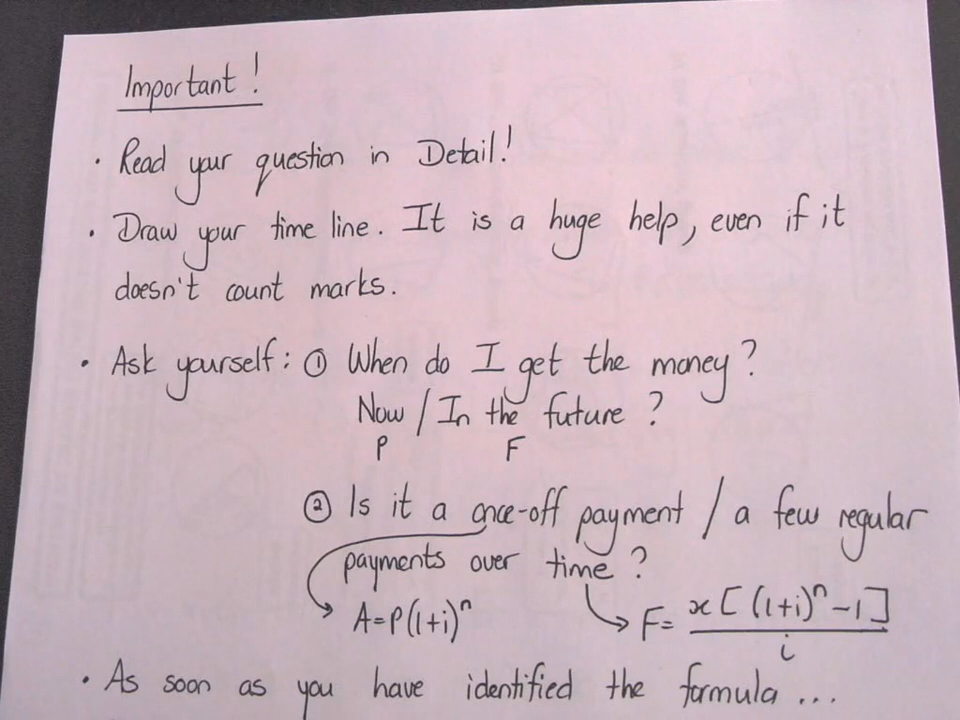 Important!
• Read your question in Detail!
• Draw your time line. It is a huge help, even if it
doesn't count marks.
• Ask yourself: ① When do I get the money?
Now / In the future ?
P F
② Is it a once-off payment / a few regular
payments over time ?
A=P(1+i)ⁿ F= x[(1+i)ⁿ-1]
i
• As soon as you have identified the formula ...